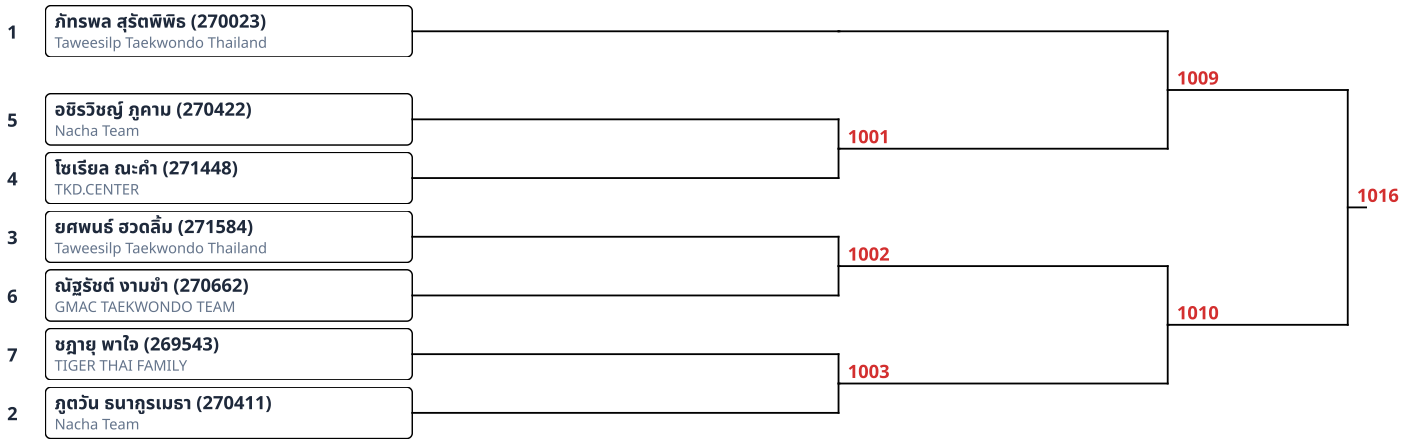 1
ภัทรพล สุรัตพิพิธ (270023)
Taweesilp Taekwondo Thailand
1009
5
อชิรวิชญ์ ภูคาม (270422)
Nacha Team
1001
4
โซเรียล ณะคำ (271448)
TKD.CENTER
1016
3
ยศพนธ์ ฮวดลิ้ม (271584)
Taweesilp Taekwondo Thailand
1002
6
ณัฐรัชต์ งามขำ (270662)
GMAC TAEKWONDO TEAM
1010
7
ชฎายุ พาใจ (269543)
TIGER THAI FAMILY
1003
2
ภูตวัน ธนากูรเมธา (270411)
Nacha Team